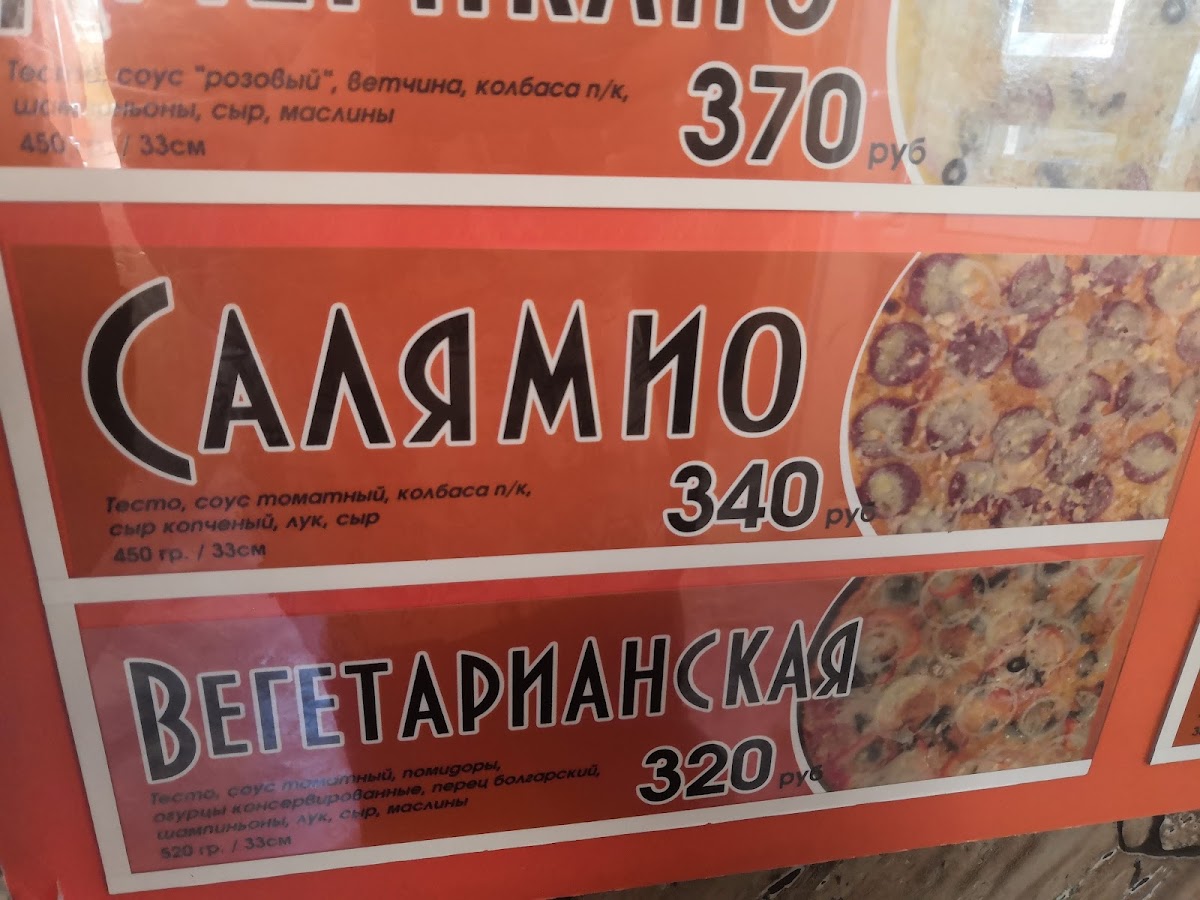 Тесто, соус "розовый", ветчина, колбаса п/к,
шампиньоны, сыр, маслины
450 гр. / 33см
370 руб
Салямио
Тесто, соус томатный, колбаса п/к,
сыр копченый, лук, сыр
450 гр. / 33см
340 руб
Вегетарианская
Тесто, соус томатный, помидоры,
огурцы консервированные, перец болгарский,
шампиньоны, лук, сыр, маслины
520 гр. / 33см
320 руб